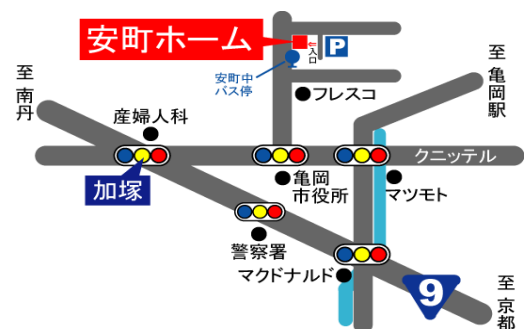 安町ホーム
⇐入口
P
安町中
バス停
フレスコ
至 亀岡駅
至 南丹
産婦人科
クニッテル
加塚
亀岡
市役所
マツモト
警察署
マクドナルド
9
至 京都